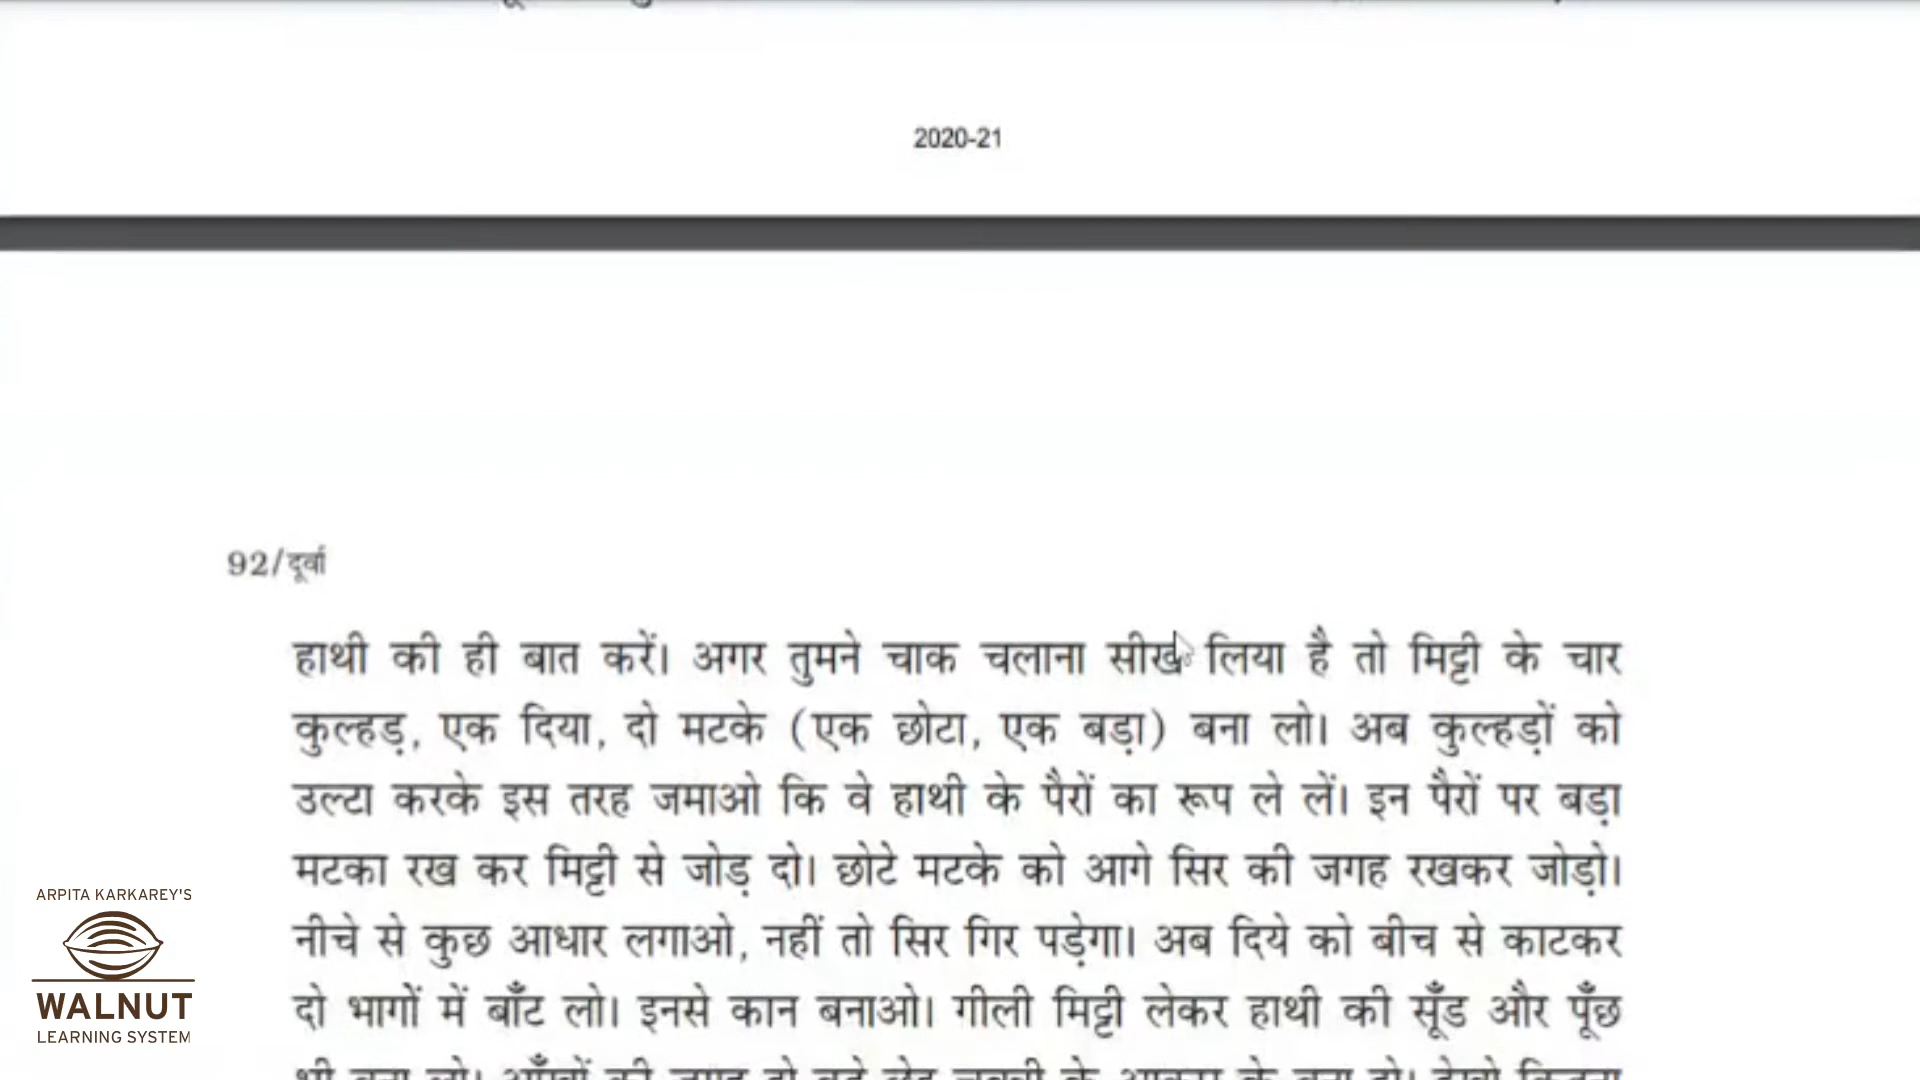 2020-21
92/दूर्वा
हाथी की ही बात करें। अगर तुमने चाक चलाना सीख लिया है तो मिट्टी के चार
कुल्हड़, एक दिया, दो मटके (एक छोटा, एक बड़ा) बना लो। अब कुल्हड़ों को
उल्टा करके इस तरह जमाओ कि वे हाथी के पैरों का रूप ले लें। इन पैरों पर बड़ा
मटका रख कर मिट्टी से जोड़ दो। छोटे मटके को आगे सिर की जगह रखकर जोड़ो।
नीचे से कुछ आधार लगाओ, नहीं तो सिर गिर पड़ेगा। अब दिये को बीच से काटकर
दो भागों में बाँट लो। इनसे कान बनाओ। गीली मिट्टी लेकर हाथी की सूँड और पूँछ
ARPITA KARKAREY'S
WALNUT
LEARNING SYSTEM